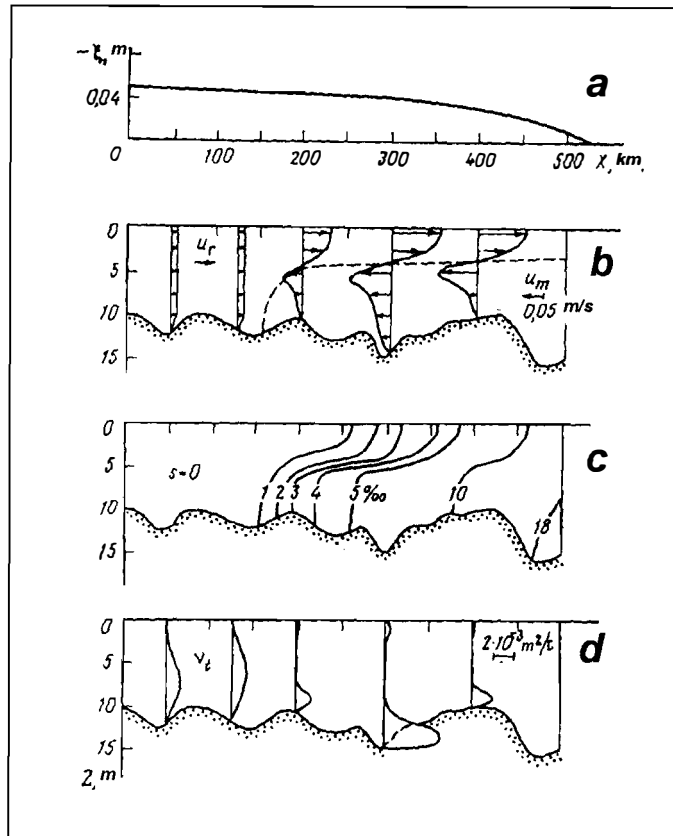 -ξ, m
0,04
a
0 100 200 300 400 500 X, km,
0
5
10
15
u_r
u_m
0,05 m/s
b
0
5
10
15
s=0
1 2 3 4 5‰ 10 18
c
0
5
10
15
z, m
ν_t
2·10⁻³ m²/t
d